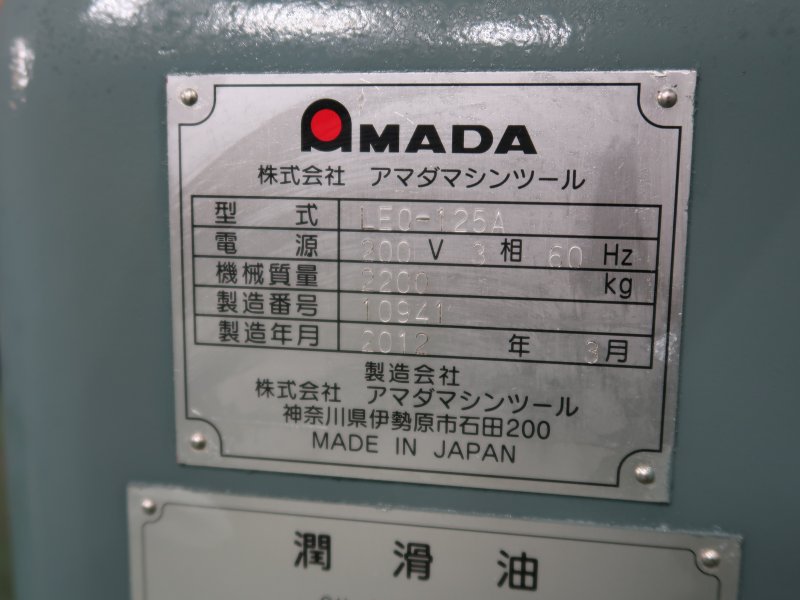 AMADA
株式会社 アマダマシンツール
型式 LEO-125A
電源 200 V 3 相 60 Hz
機械質量 2200 kg
製造番号 10941
製造年月 2012 年 3月
製造会社
株式会社 アマダマシンツール
神奈川県伊勢原市石田200
MADE IN JAPAN
潤滑油